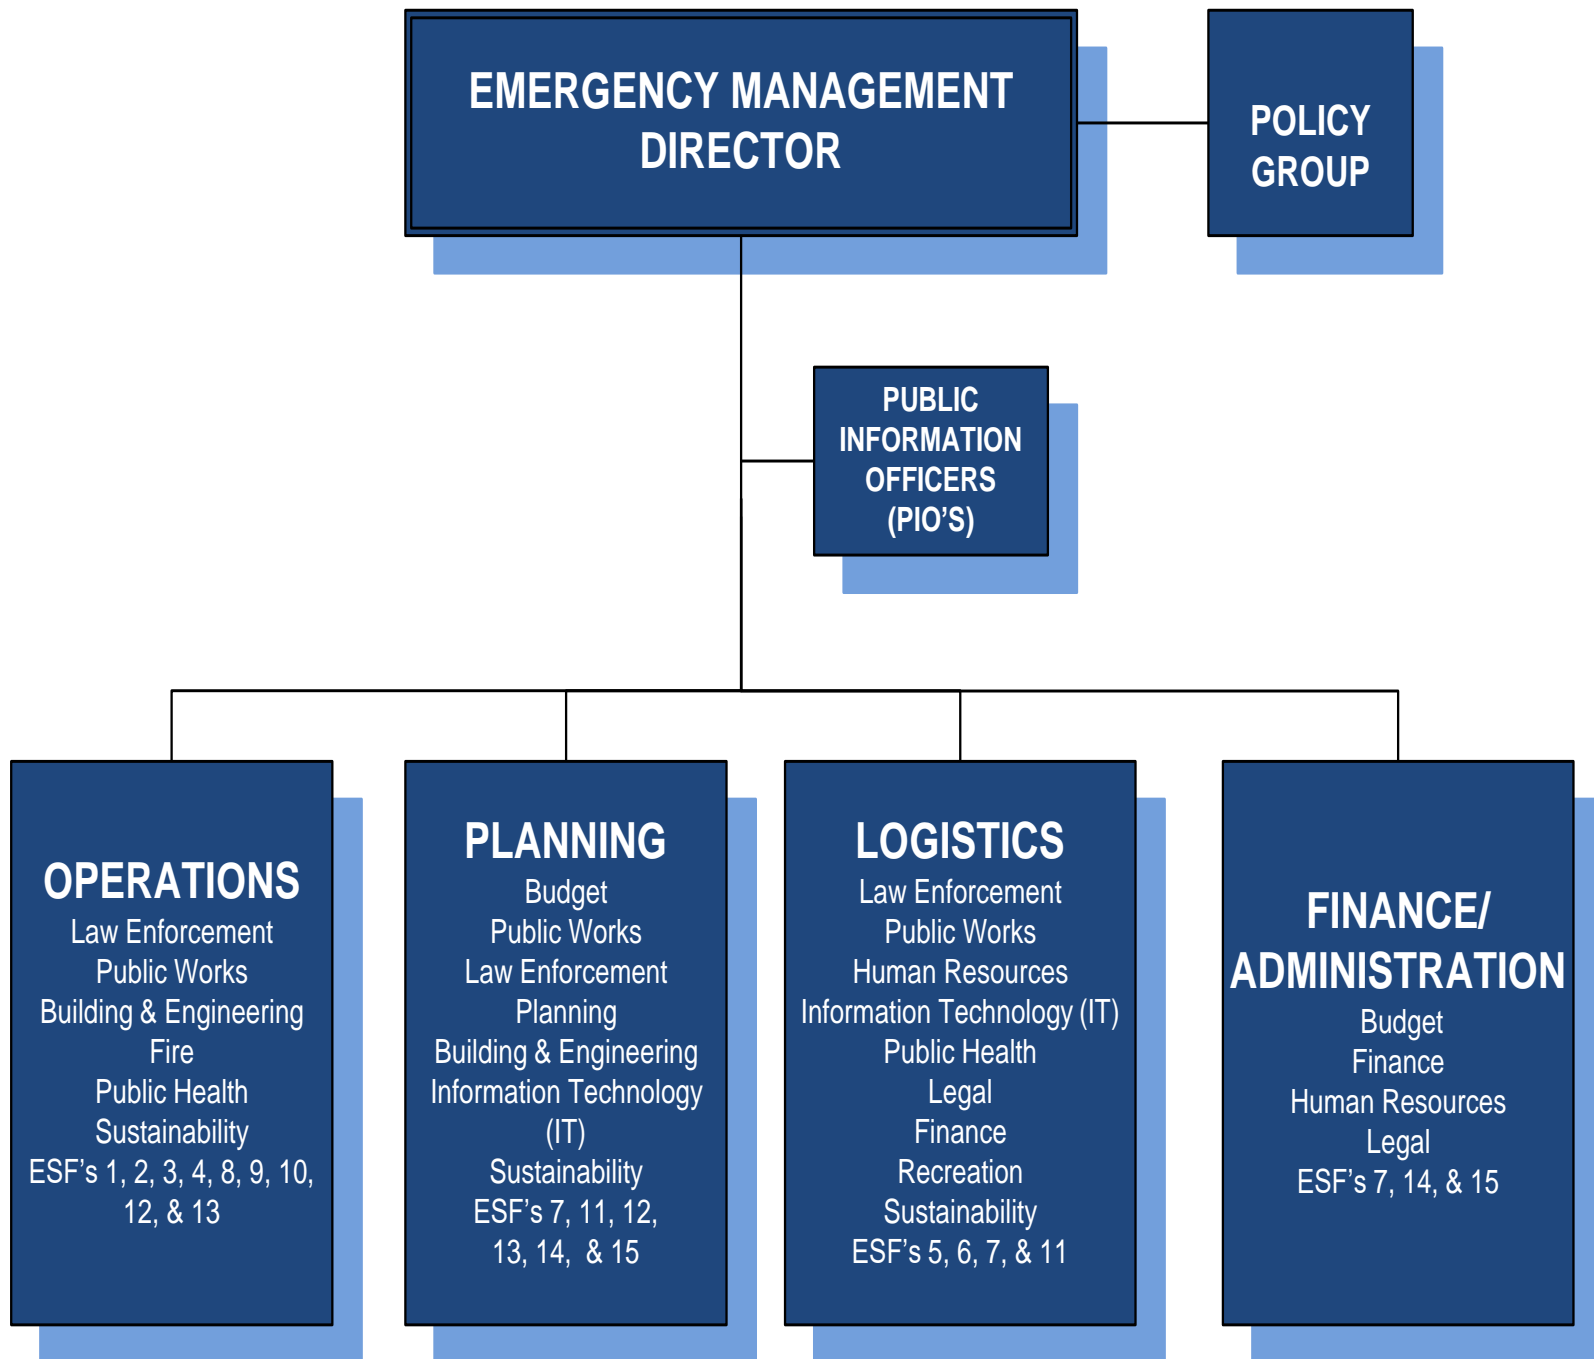 EMERGENCY MANAGEMENT
DIRECTOR
POLICY
GROUP
PUBLIC
INFORMATION
OFFICERS
(PIO’S)
OPERATIONS
Law Enforcement
Public Works
Building & Engineering
Fire
Public Health
Sustainability
ESF’s 1, 2, 3, 4, 8, 9, 10,
12, & 13
PLANNING
Budget
Public Works
Law Enforcement
Planning
Building & Engineering
Information Technology
(IT)
Sustainability
ESF’s 7, 11, 12,
13, 14, & 15
LOGISTICS
Law Enforcement
Public Works
Human Resources
Information Technology (IT)
Public Health
Legal
Finance
Recreation
Sustainability
ESF’s 5, 6, 7, & 11
FINANCE/
ADMINISTRATION
Budget
Finance
Human Resources
Legal
ESF’s 7, 14, & 15